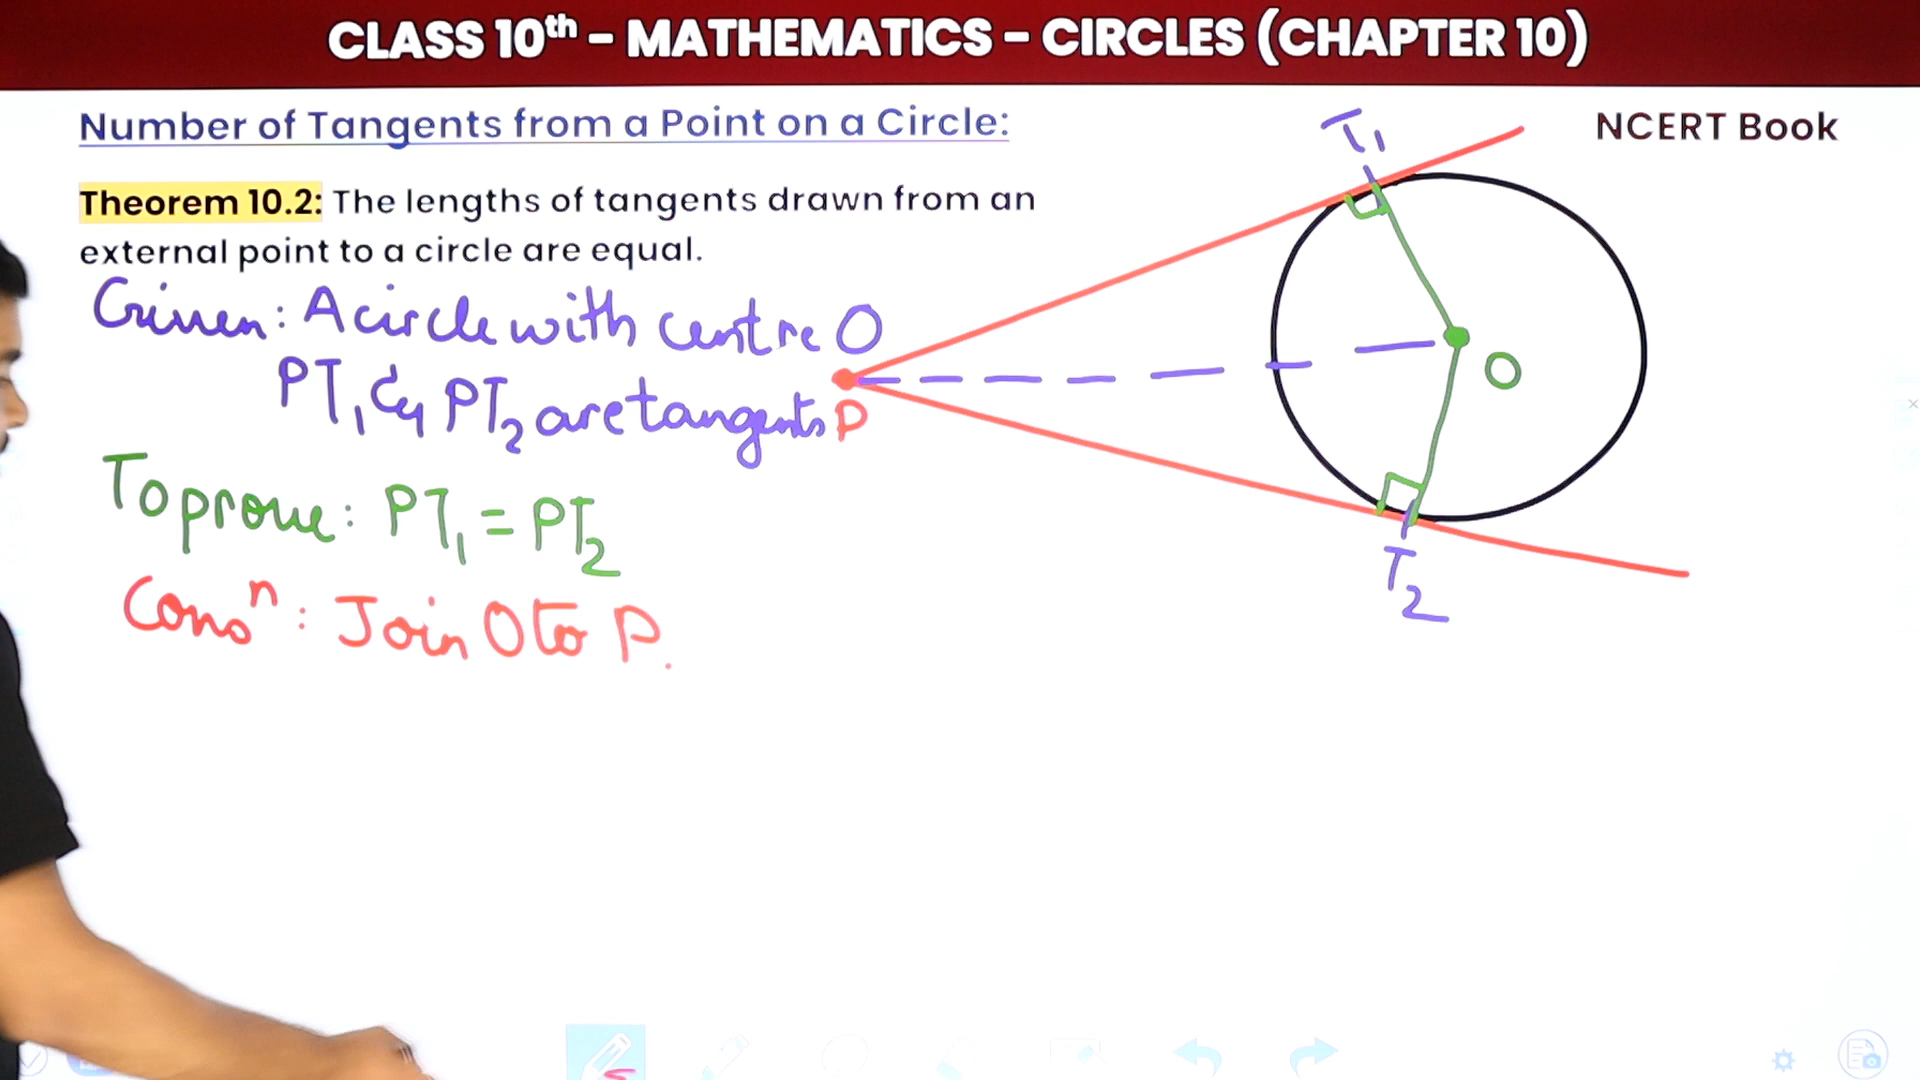 CLASS 10th - MATHEMATICS - CIRCLES (CHAPTER 10)
Number of Tangents from a Point on a Circle:
NCERT Book
Theorem 10.2: The lengths of tangents drawn from an
external point to a circle are equal.
Given: A circle with centre O
PT1 & PT2 are tangents
To prove: PT1 = PT2
Consn: Join O to P.
T1
P
O
T2